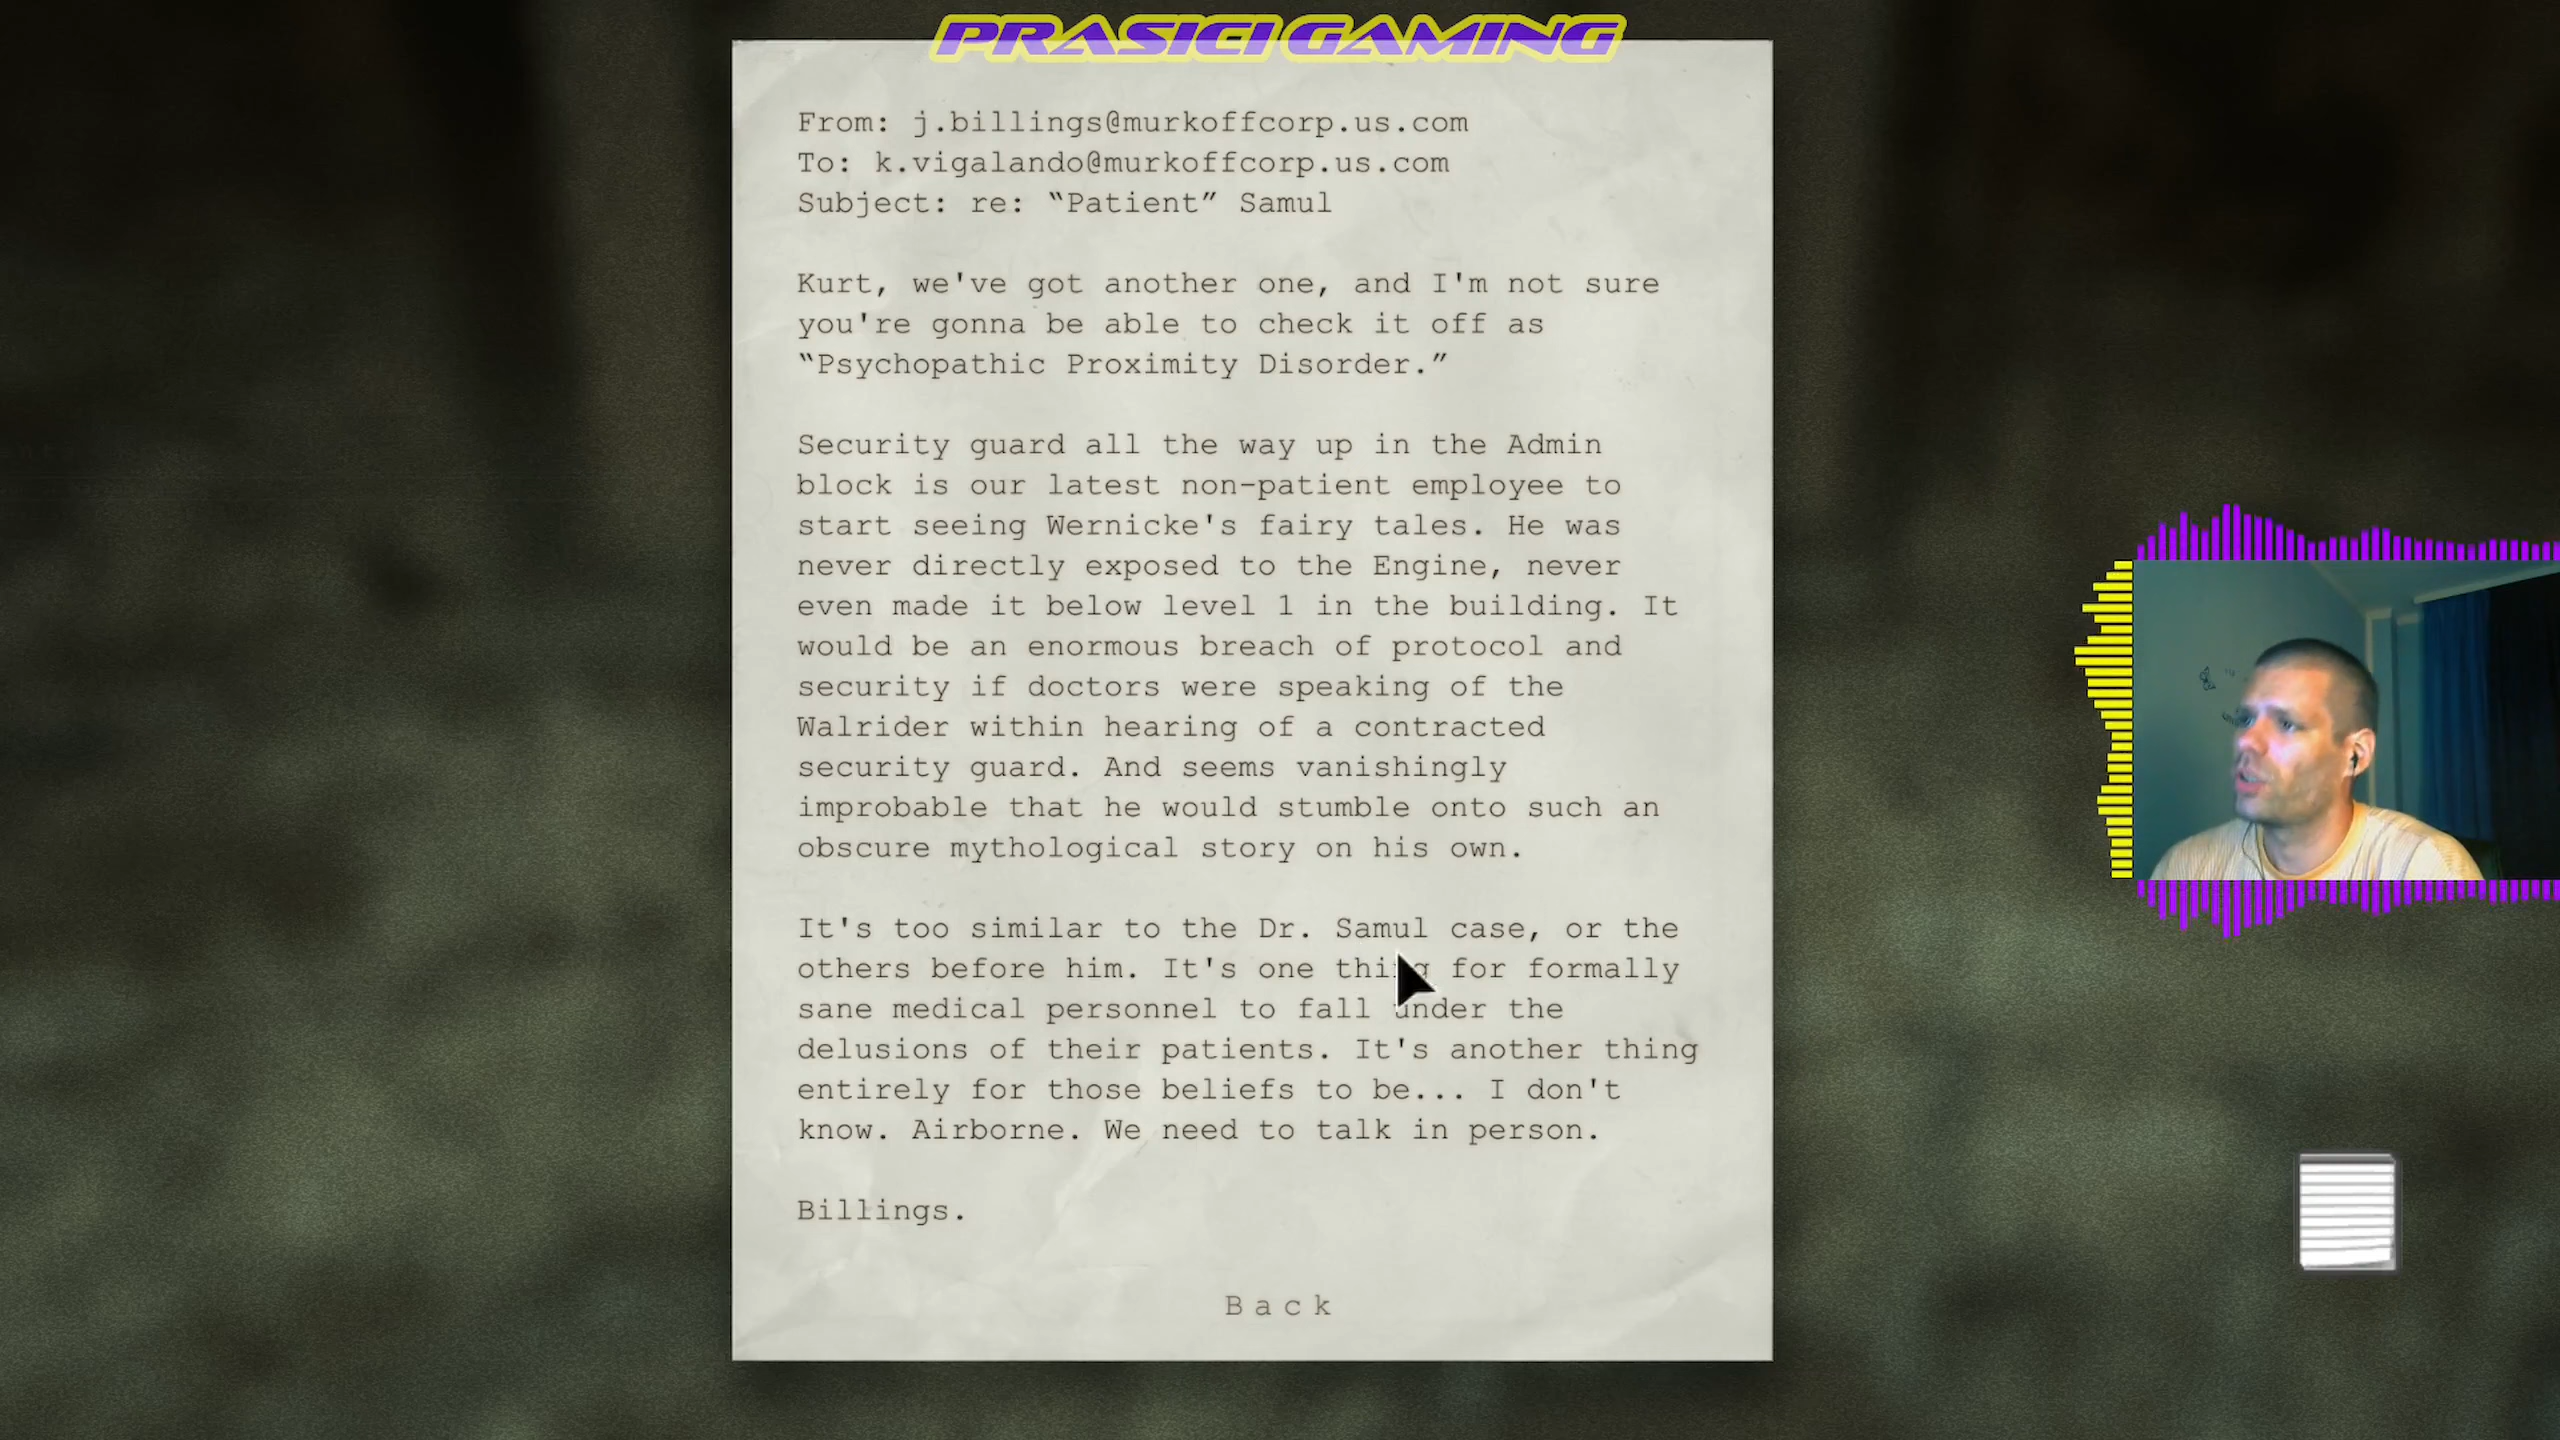 PRASICI GAMING
From: j.billings@murkoffcorp.us.com
To: k.vigalando@murkoffcorp.us.com
Subject: re: “Patient” Samul
Kurt, we've got another one, and I'm not sure
you're gonna be able to check it off as
“Psychopathic Proximity Disorder.”
Security guard all the way up in the Admin
block is our latest non-patient employee to
start seeing Wernicke's fairy tales. He was
never directly exposed to the Engine, never
even made it below level 1 in the building. It
would be an enormous breach of protocol and
security if doctors were speaking of the
Walrider within hearing of a contracted
security guard. And seems vanishingly
improbable that he would stumble onto such an
obscure mythological story on his own.
It's too similar to the Dr. Samul case, or the
others before him. It's one thing for formally
sane medical personnel to fall under the
delusions of their patients. It's another thing
entirely for those beliefs to be... I don't
know. Airborne. We need to talk in person.
Billings.
Back